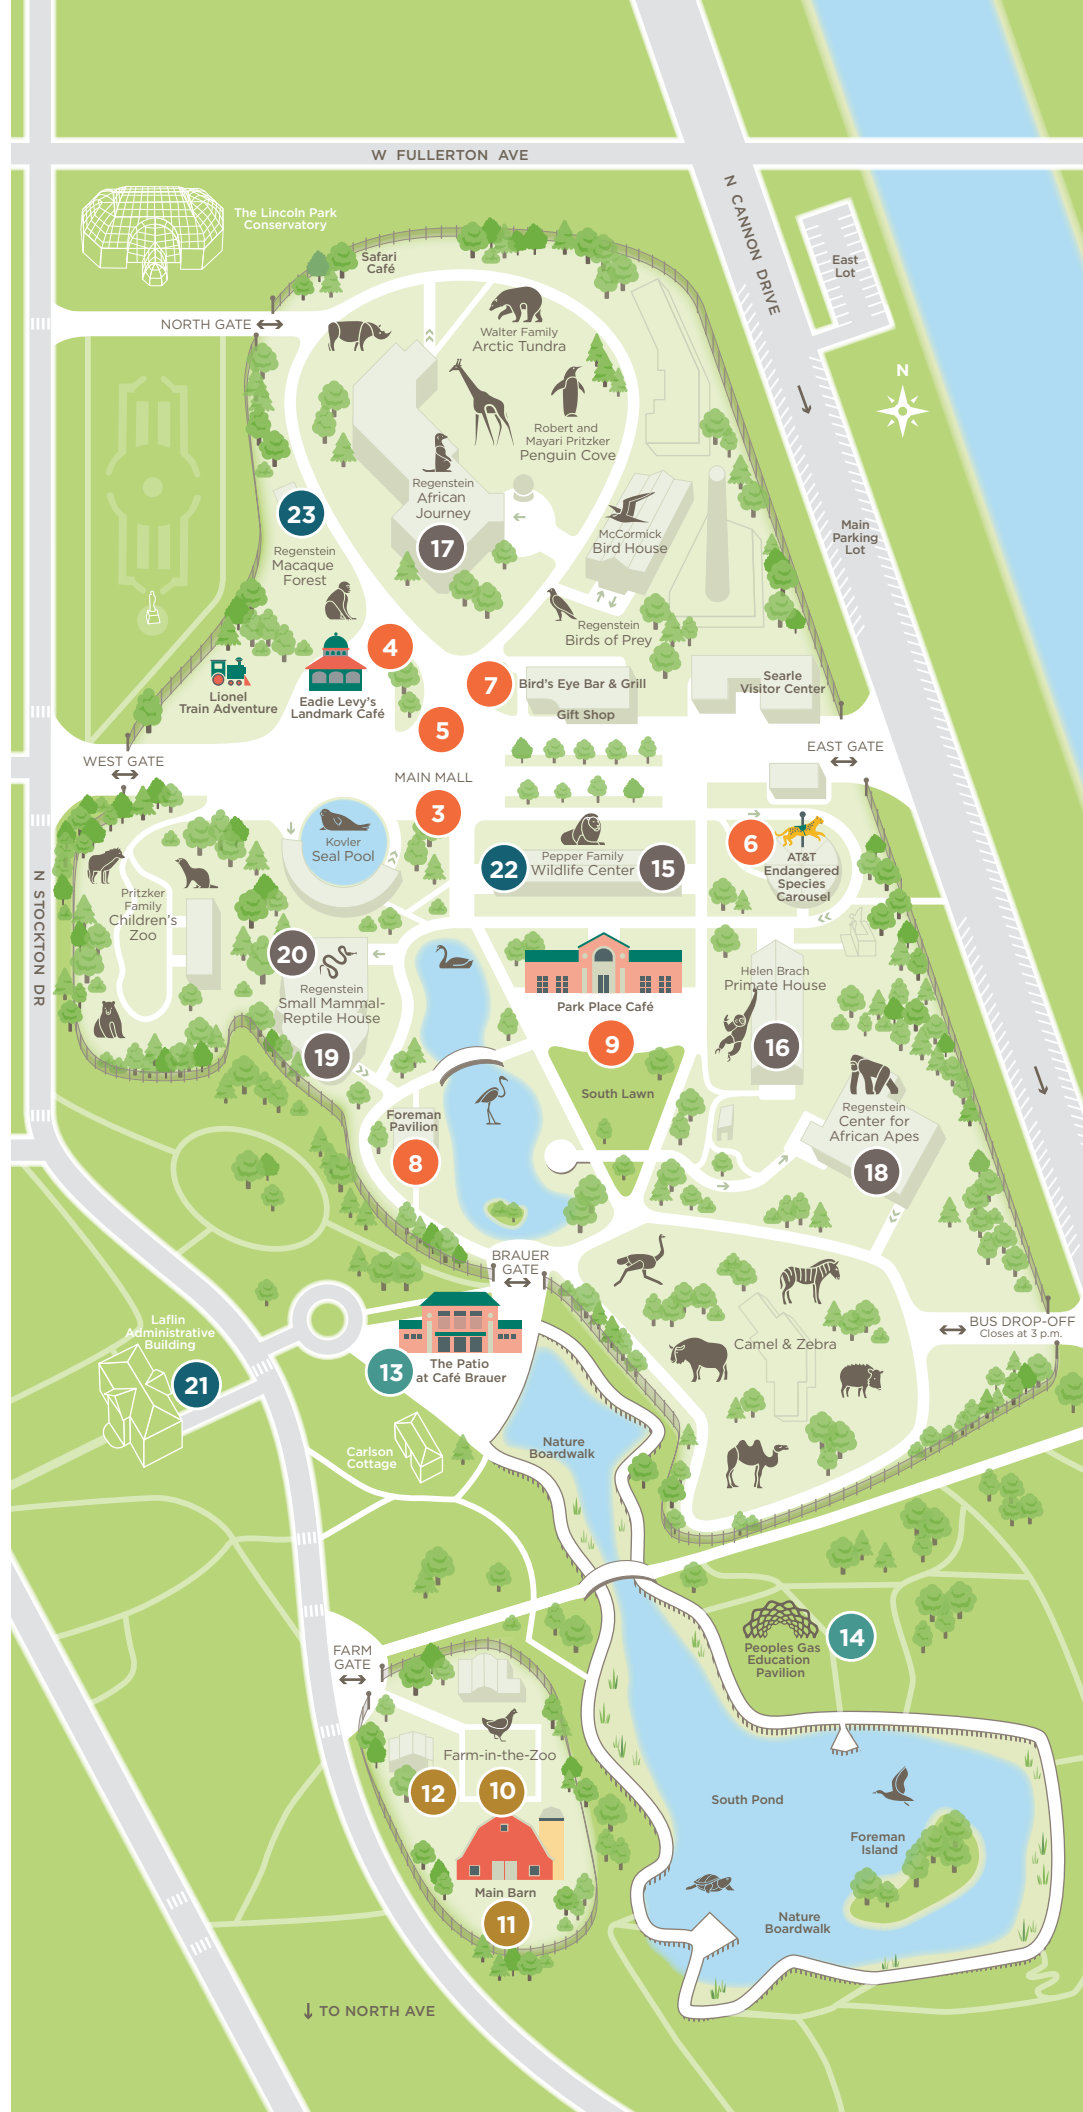 W FULLERTON AVE
N CANNON DRIVE
The Lincoln Park
Conservatory
Safari
Café
East
Lot
NORTH GATE
Walter Family
Arctic Tundra
N
Robert and
Mayari Pritzker
Penguin Cove
Regenstein
African
Journey
17
23
McCormick
Bird House
Main
Parking
Lot
Regenstein
Macaque
Forest
Regenstein
Birds of Prey
4
Lionel
Train Adventure
Eadie Levy's
Landmark Café
7
Bird's Eye Bar & Grill
Gift Shop
Searle
Visitor Center
5
WEST GATE
EAST GATE
MAIN MALL
3
Kovler
Seal Pool
22
Pepper Family
Wildlife Center
15
6
AT&T
Endangered
Species
Carousel
N STOCKTON DR
Pritzker
Family
Children's
Zoo
20
Regenstein
Small Mammal-
Reptile House
19
Park Place Café
9
Helen Brach
Primate House
16
South Lawn
Foreman
Pavilion
8
Regenstein
Center for
African Apes
18
BRAUER
GATE
Laflin
Administrative
Building
21
BUS DROP-OFF
Closes at 3 p.m.
Camel & Zebra
13
The Patio
at Café Brauer
Carlson
Cottage
Nature
Boardwalk
14
Peoples Gas
Education
Pavilion
FARM
GATE
Farm-in-the-Zoo
12
10
South Pond
Foreman
Island
Main Barn
11
Nature
Boardwalk
TO NORTH AVE